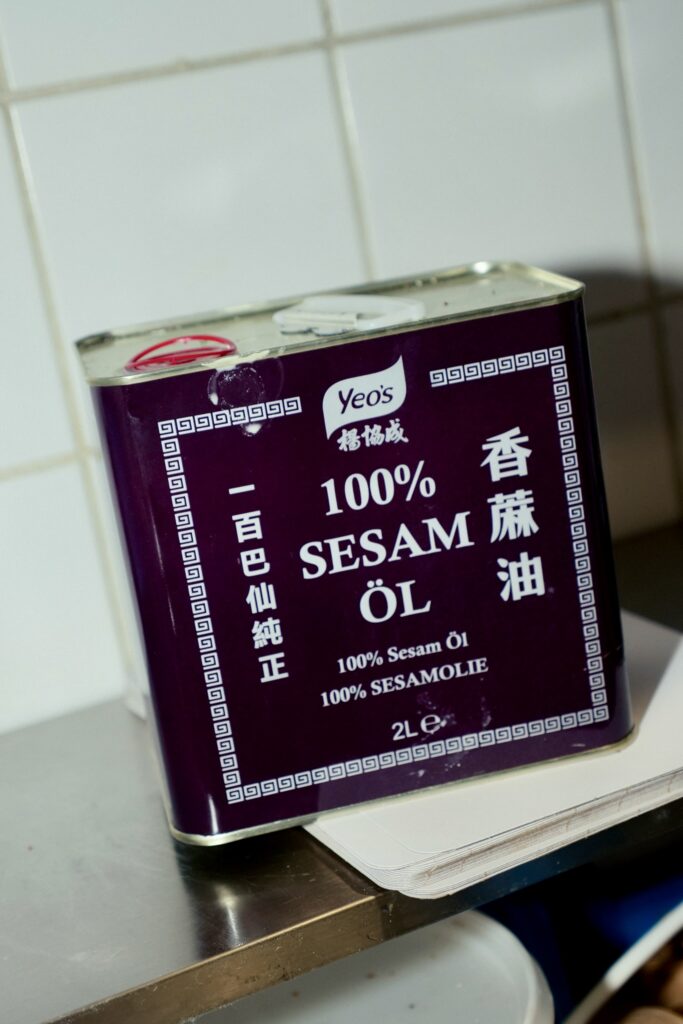 Yeo's
楊協成
100%
SESAM
ÖL
100% Sesam Öl
100% SESAMOLIE
2L ℮
一百巴仙純正
香蔴油